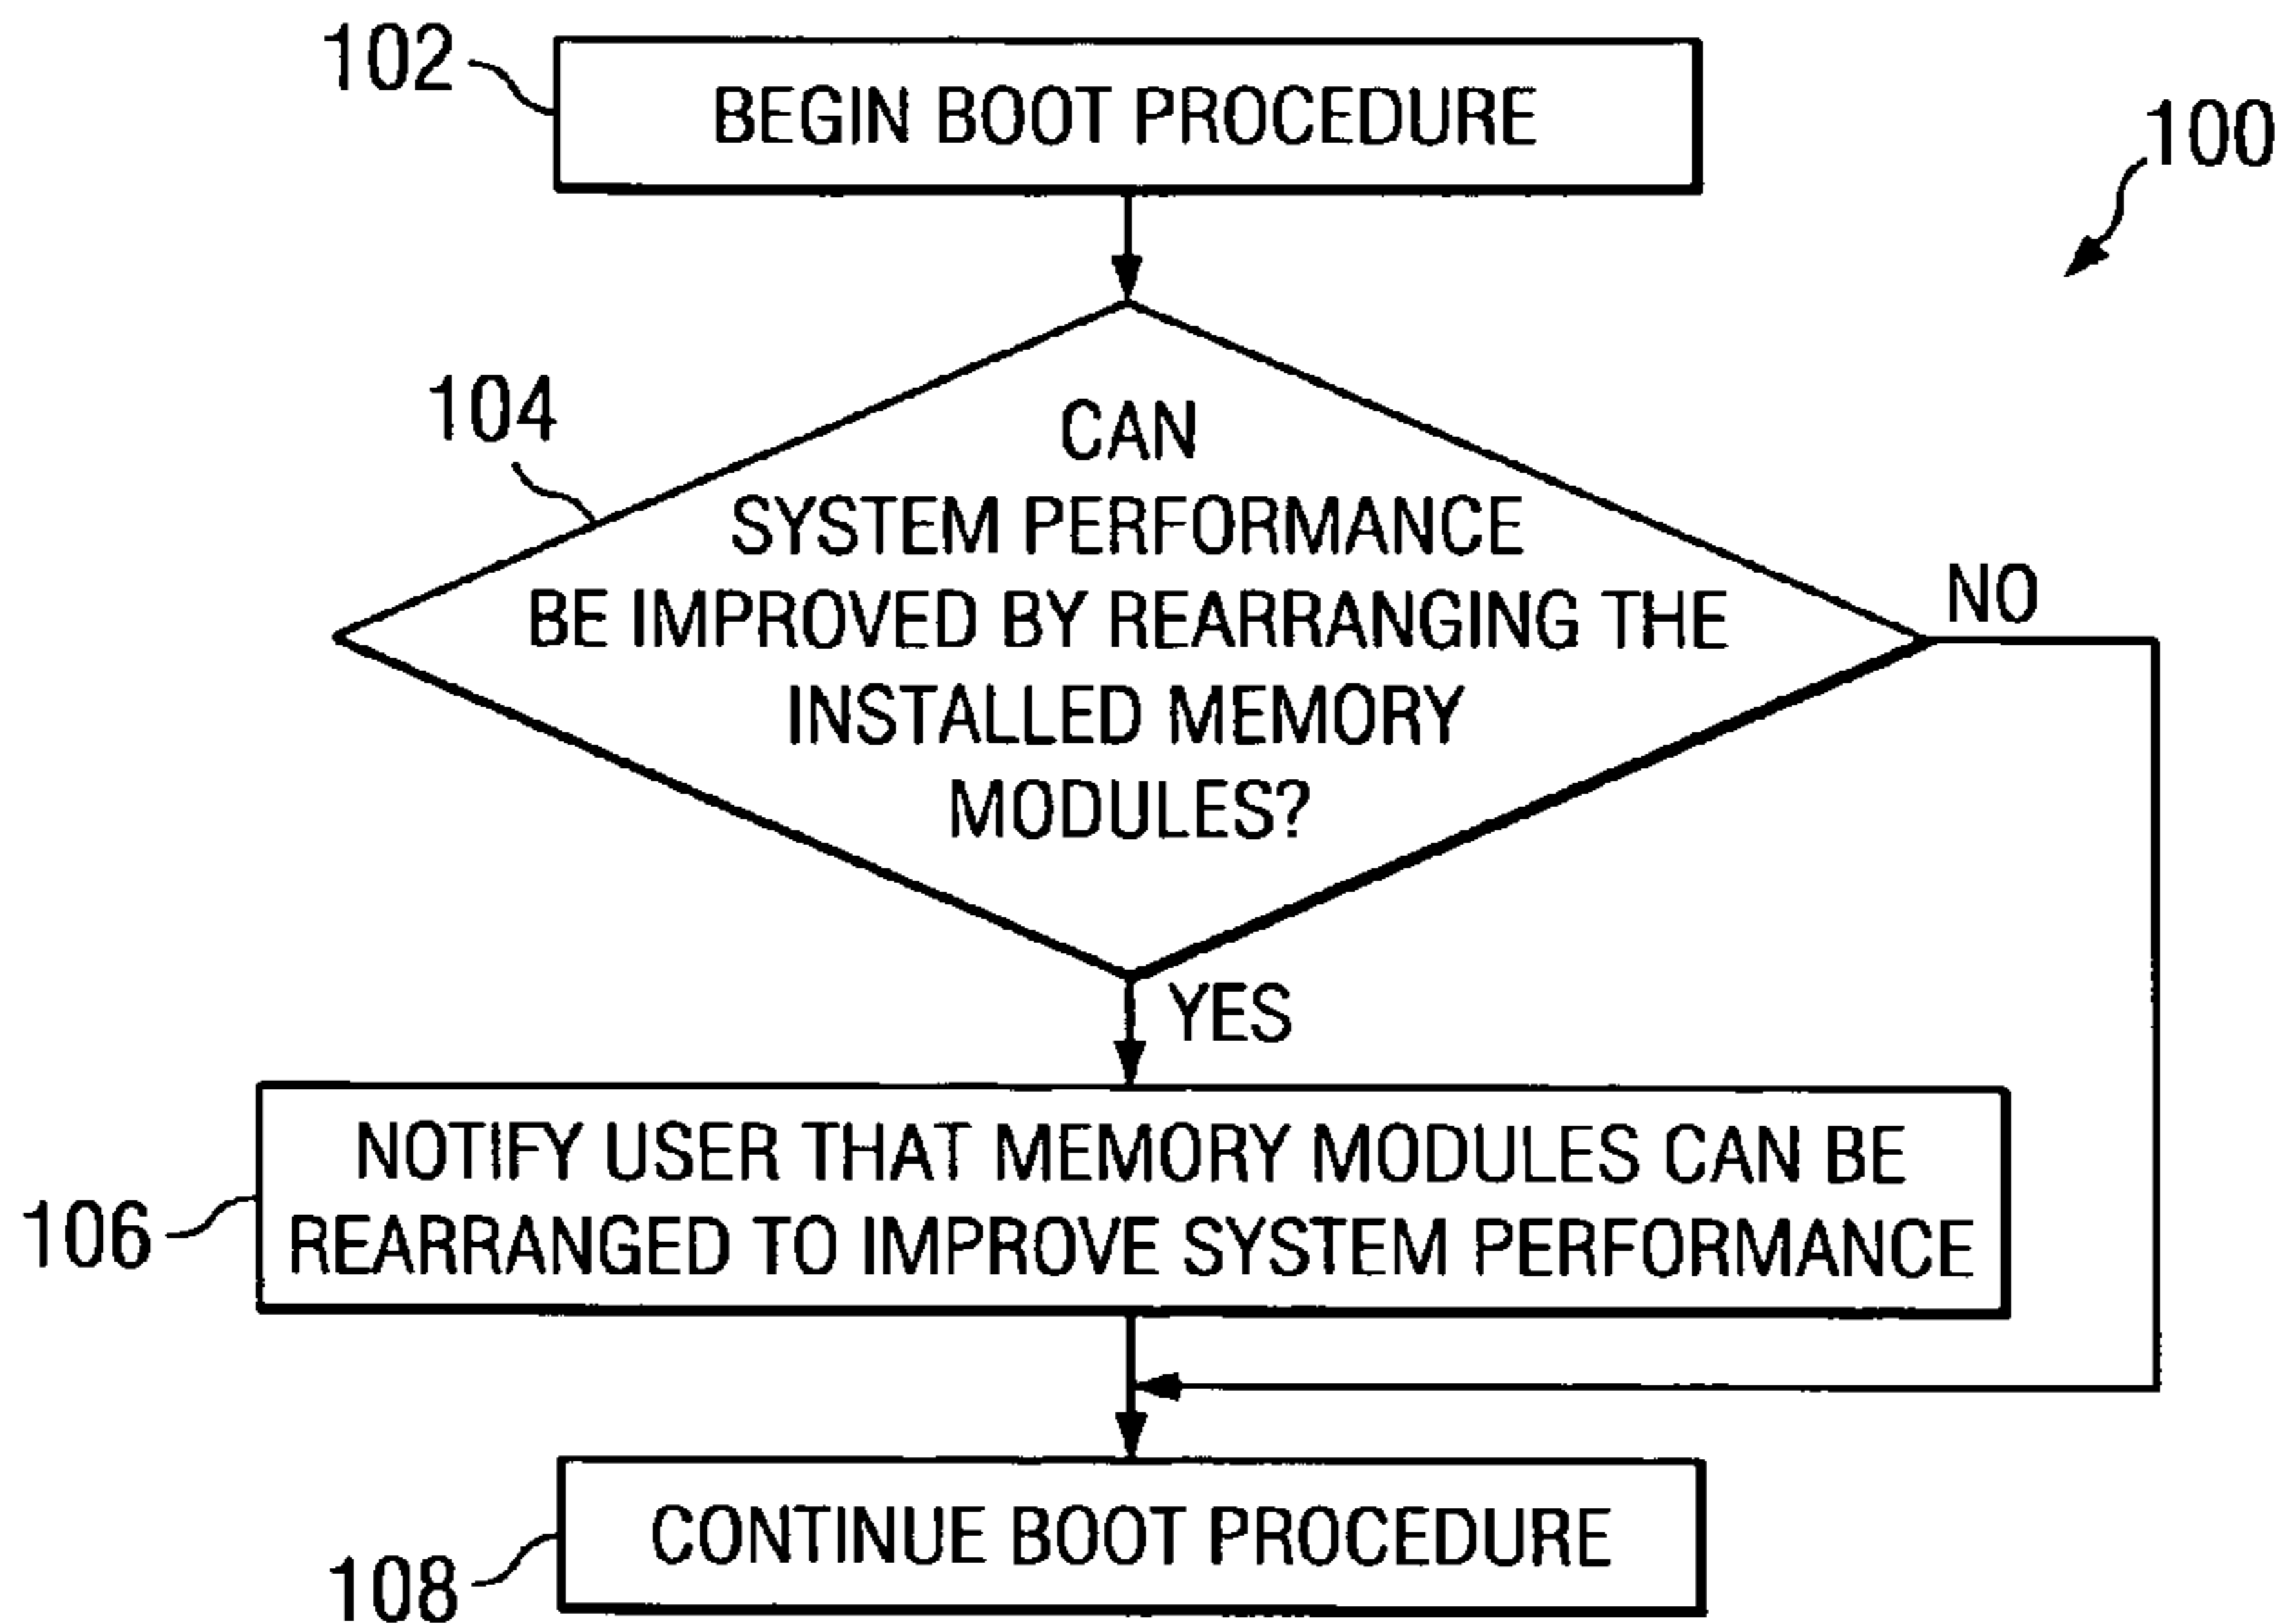 102
BEGIN BOOT PROCEDURE
100
104
CAN
SYSTEM PERFORMANCE
BE IMPROVED BY REARRANGING THE
INSTALLED MEMORY
MODULES?
NO
YES
NOTIFY USER THAT MEMORY MODULES CAN BE
REARRANGED TO IMPROVE SYSTEM PERFORMANCE
106
CONTINUE BOOT PROCEDURE
108